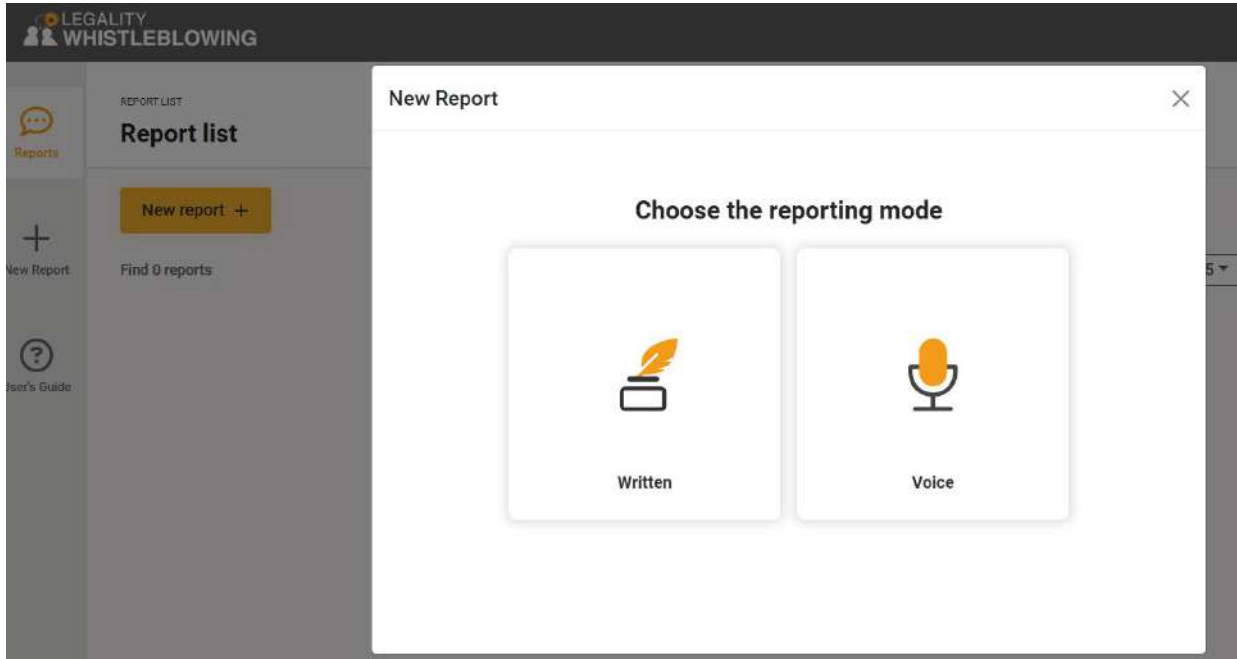 LEGALITY
WHISTLEBLOWING
Reports
New Report
User's Guide
REPORT LIST
Report list
New report +
Find 0 reports
5
New Report
Choose the reporting mode
Written
Voice